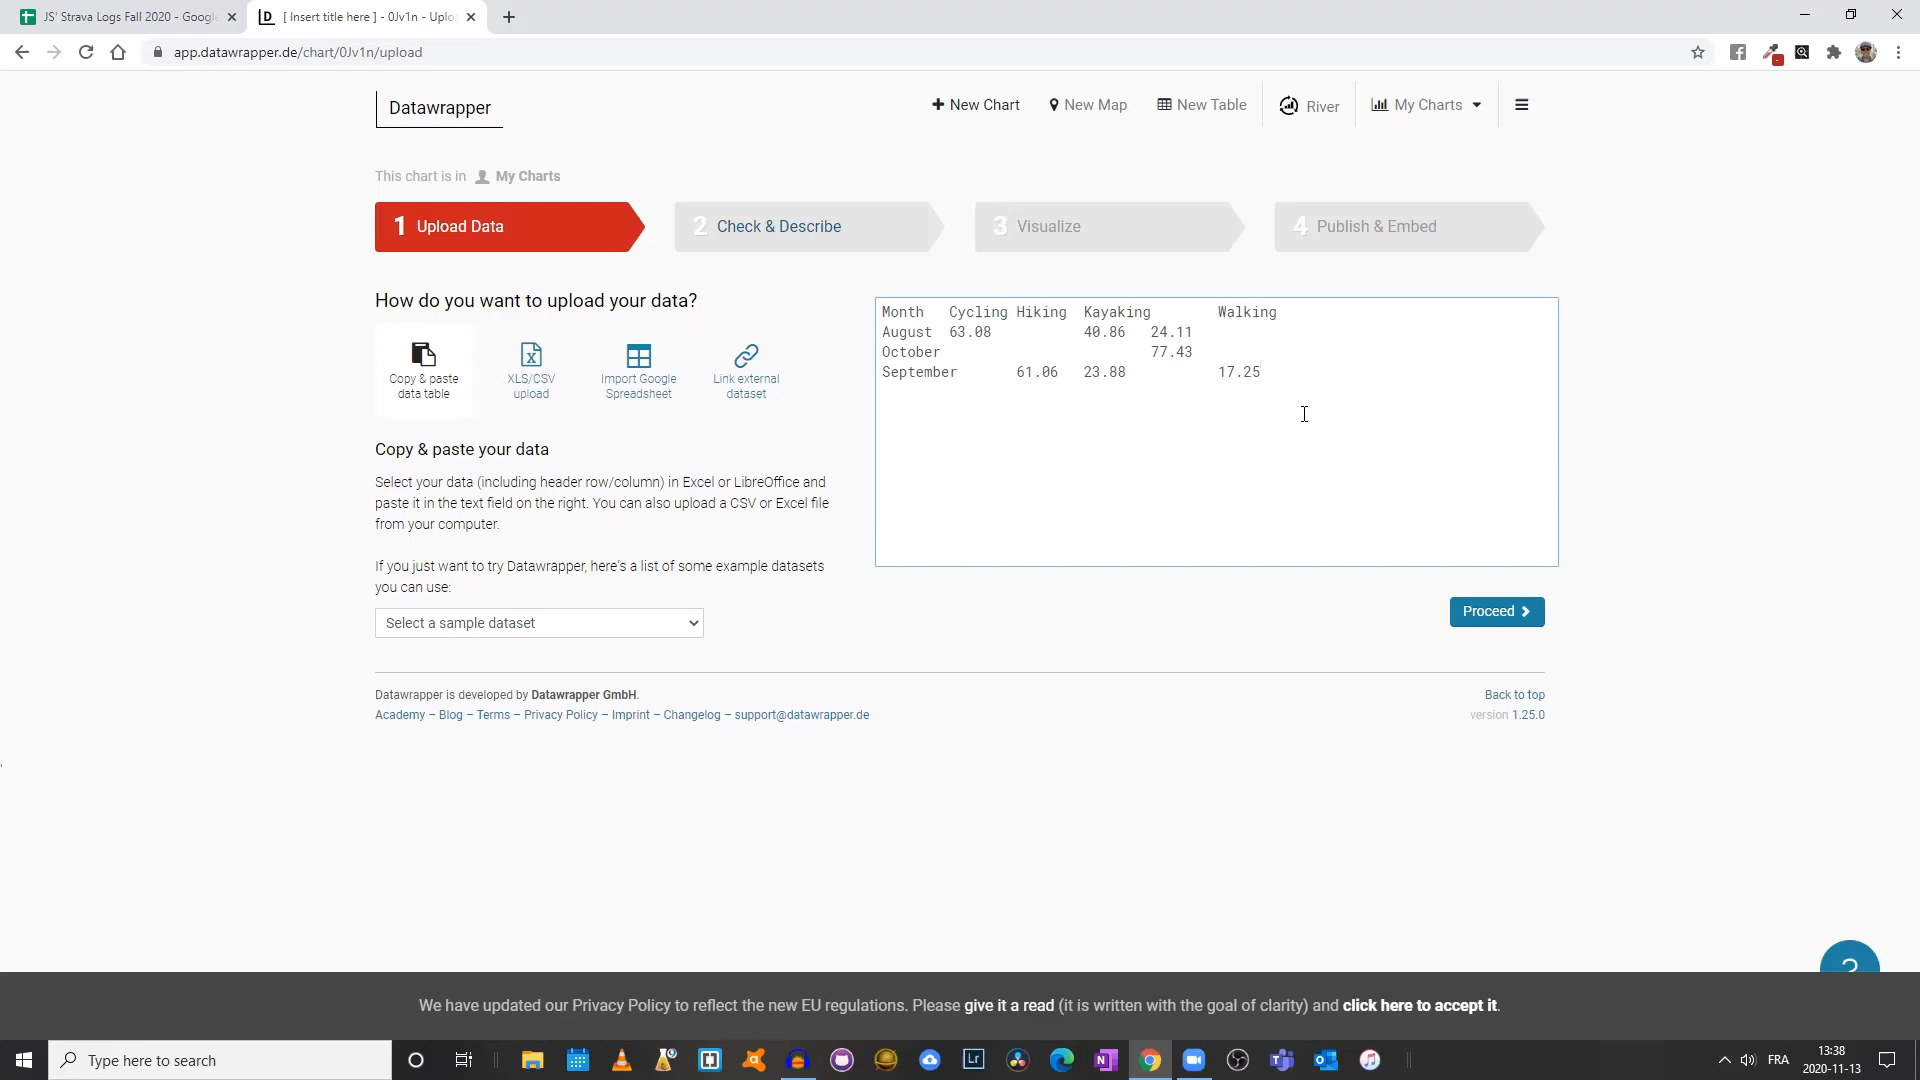 JS' Strava Logs Fall 2020 - Googl
[ Insert title here ] - 0Jv1n - Uplo
app.datawrapper.de/chart/0Jv1n/upload
Datawrapper
New Chart
New Map
New Table
River
My Charts
This chart is in My Charts
1 Upload Data
2 Check & Describe
3 Visualize
4 Publish & Embed
How do you want to upload your data?
Copy & paste
data table
XLS/CSV
upload
Import Google
Spreadsheet
Link external
dataset
Month Cycling Hiking Kayaking Walking
August 63.08 40.86 24.11
October 77.43
September 61.06 23.88 17.25
Copy & paste your data
Select your data (including header row/column) in Excel or LibreOffice and
paste it in the text field on the right. You can also upload a CSV or Excel file
from your computer.
If you just want to try Datawrapper, here's a list of some example datasets
you can use:
Select a sample dataset
Proceed
Datawrapper is developed by Datawrapper GmbH.
Academy – Blog – Terms – Privacy Policy – Imprint – Changelog – support@datawrapper.de
Back to top
version 1.25.0
?
We have updated our Privacy Policy to reflect the new EU regulations. Please give it a read (it is written with the goal of clarity) and click here to accept it.
Type here to search
Lr
FRA
13:38
2020-11-13